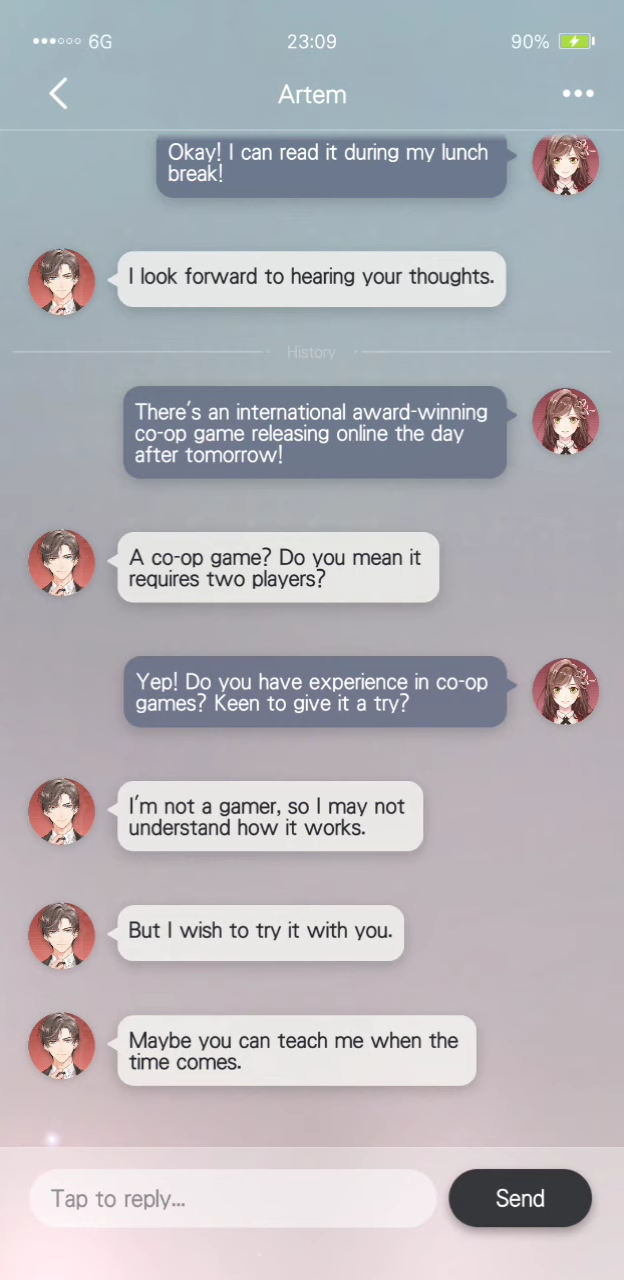 6G
23:09
90%
Artem
Okay! I can read it during my lunch
break!
I look forward to hearing your thoughts.
History
There's an international award-winning
co-op game releasing online the day
after tomorrow!
A co-op game? Do you mean it
requires two players?
Yep! Do you have experience in co-op
games? Keen to give it a try?
I'm not a gamer, so I may not
understand how it works.
But I wish to try it with you.
Maybe you can teach me when the
time comes.
Tap to reply...
Send